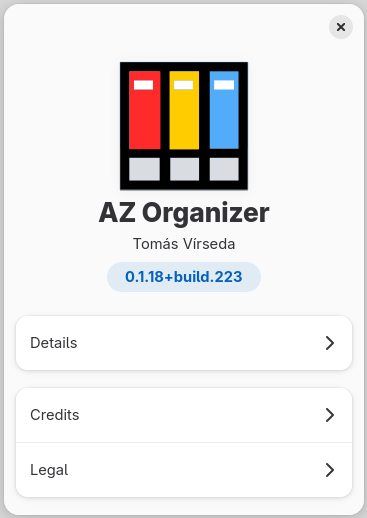 AZ Organizer
Tomás Vírseda
0.1.18+build.223
Details
Credits
Legal